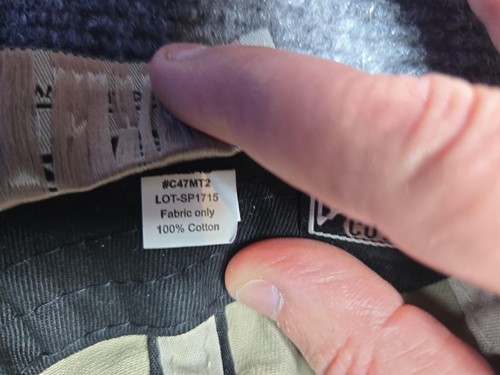 #C47MT2
LOT-SP1715
Fabric only
100% Cotton